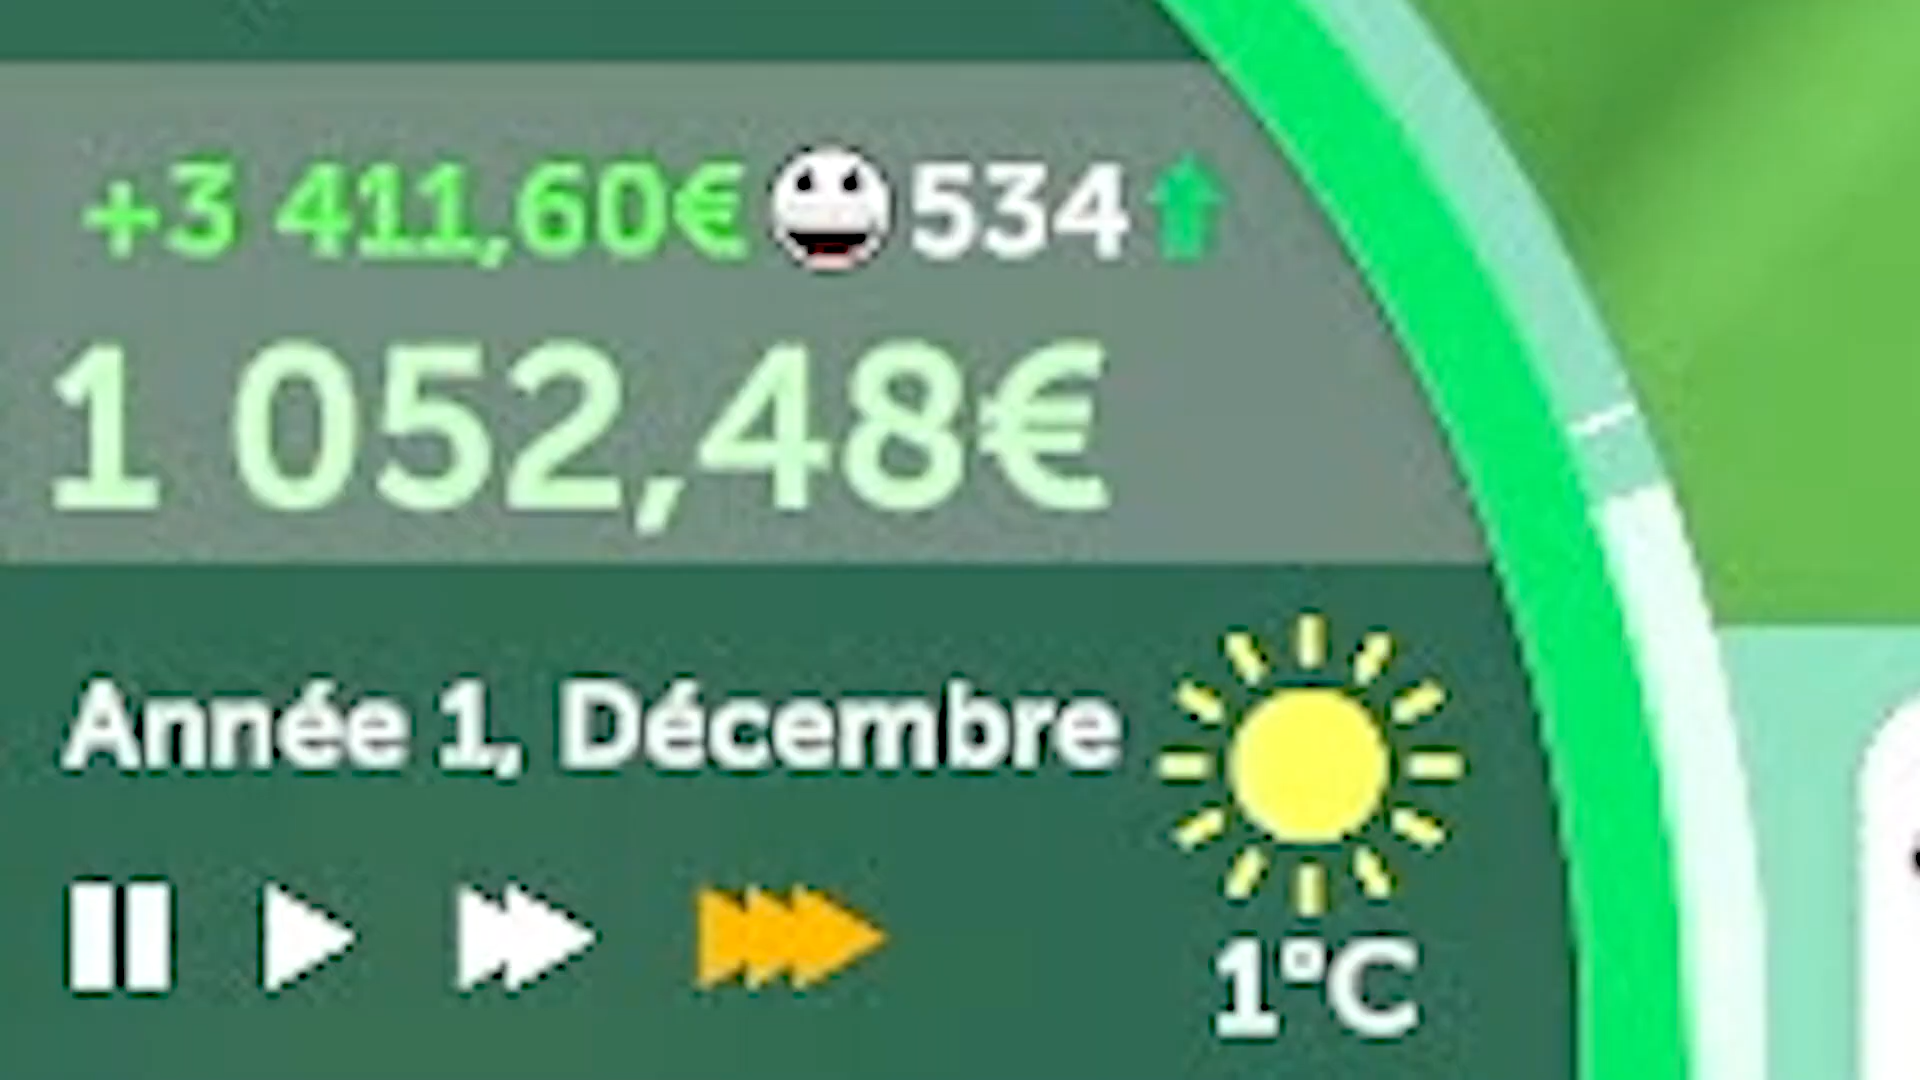 +3 411,60€ 534
1 052,48€
Année 1, Décembre
1°C